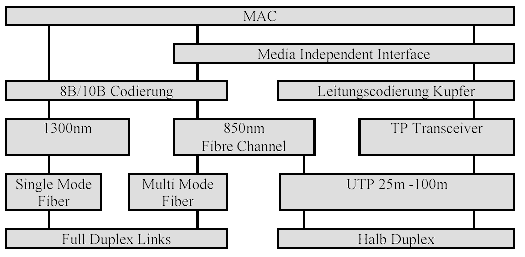 MAC
Media Independent Interface
8B/10B Codierung
Leitungscodierung Kupfer
1300nm
850nm
Fibre Channel
TP Transceiver
Single Mode
Fiber
Multi Mode
Fiber
UTP 25m -100m
Full Duplex Links
Halb Duplex